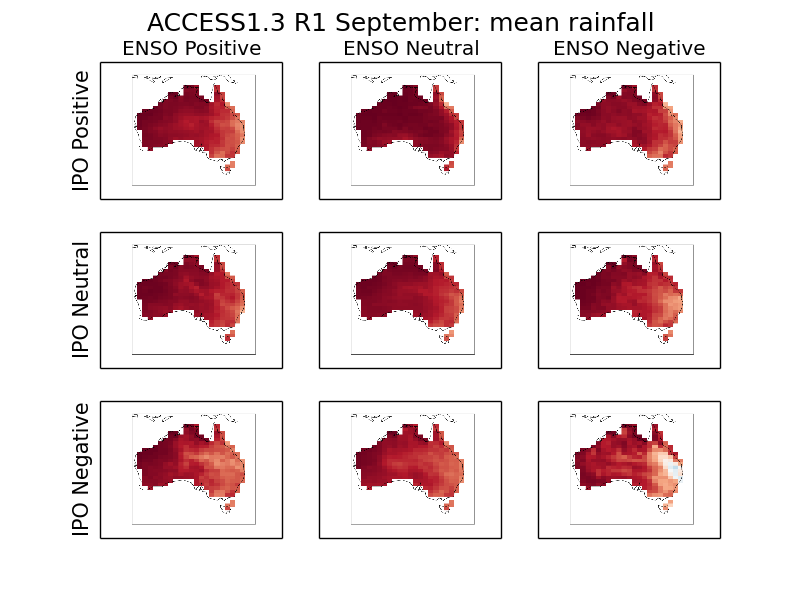 ACCESS1.3 R1 September: mean rainfall
ENSO Positive
ENSO Neutral
ENSO Negative
IPO Positive
IPO Neutral
IPO Negative